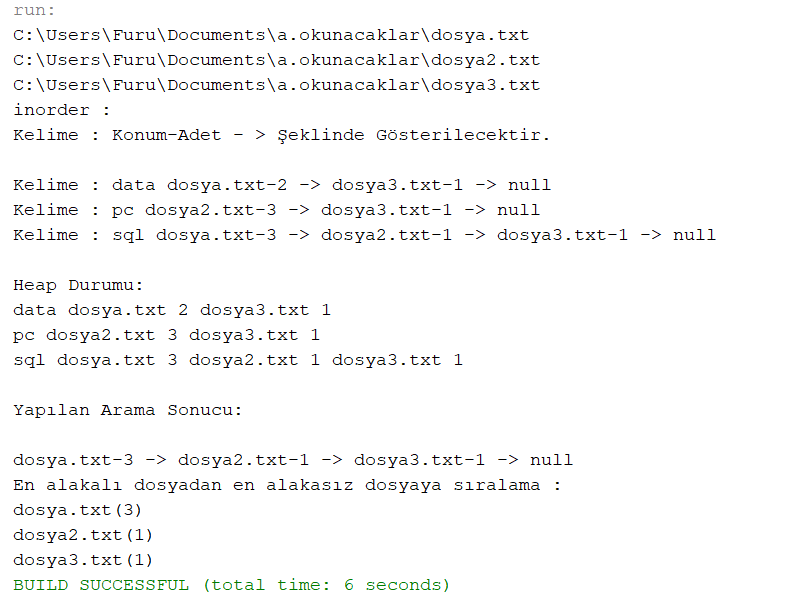 run:
C:\Users\Furu\Documents\a.okunacaklar\dosya.txt
C:\Users\Furu\Documents\a.okunacaklar\dosya2.txt
C:\Users\Furu\Documents\a.okunacaklar\dosya3.txt
inorder :
Kelime : Konum-Adet - > Şeklinde Gösterilecektir.

Kelime : data dosya.txt-2 -> dosya3.txt-1 -> null
Kelime : pc dosya2.txt-3 -> dosya3.txt-1 -> null
Kelime : sql dosya.txt-3 -> dosya2.txt-1 -> dosya3.txt-1 -> null

Heap Durumu:
data dosya.txt 2 dosya3.txt 1
pc dosya2.txt 3 dosya3.txt 1
sql dosya.txt 3 dosya2.txt 1 dosya3.txt 1

Yapılan Arama Sonucu:

dosya.txt-3 -> dosya2.txt-1 -> dosya3.txt-1 -> null
En alakalı dosyadan en alakasız dosyaya sıralama :
dosya.txt(3)
dosya2.txt(1)
dosya3.txt(1)
BUILD SUCCESSFUL (total time: 6 seconds)